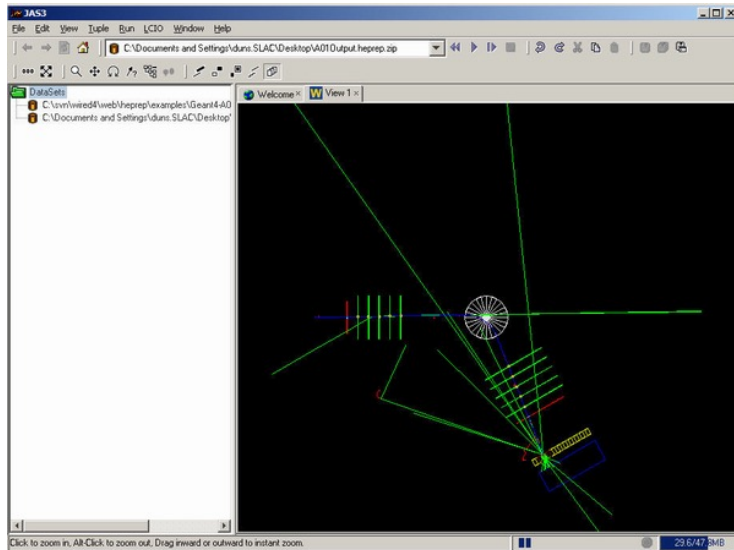 JAS3
File Edit View Tuple Run LCIO Window Help
C:\Documents and Settings\duns.SLAC\Desktop\A01Output.heprep.zip
DataSets
C:\svn\wired4\web\heprep\examples\Geant4-A0
C:\Documents and Settings\duns.SLAC\Desktop\
Welcome × W View 1 ×
Click to zoom in, Alt-Click to zoom out, Drag inward or outward to instant zoom.
29.6/47.6MB